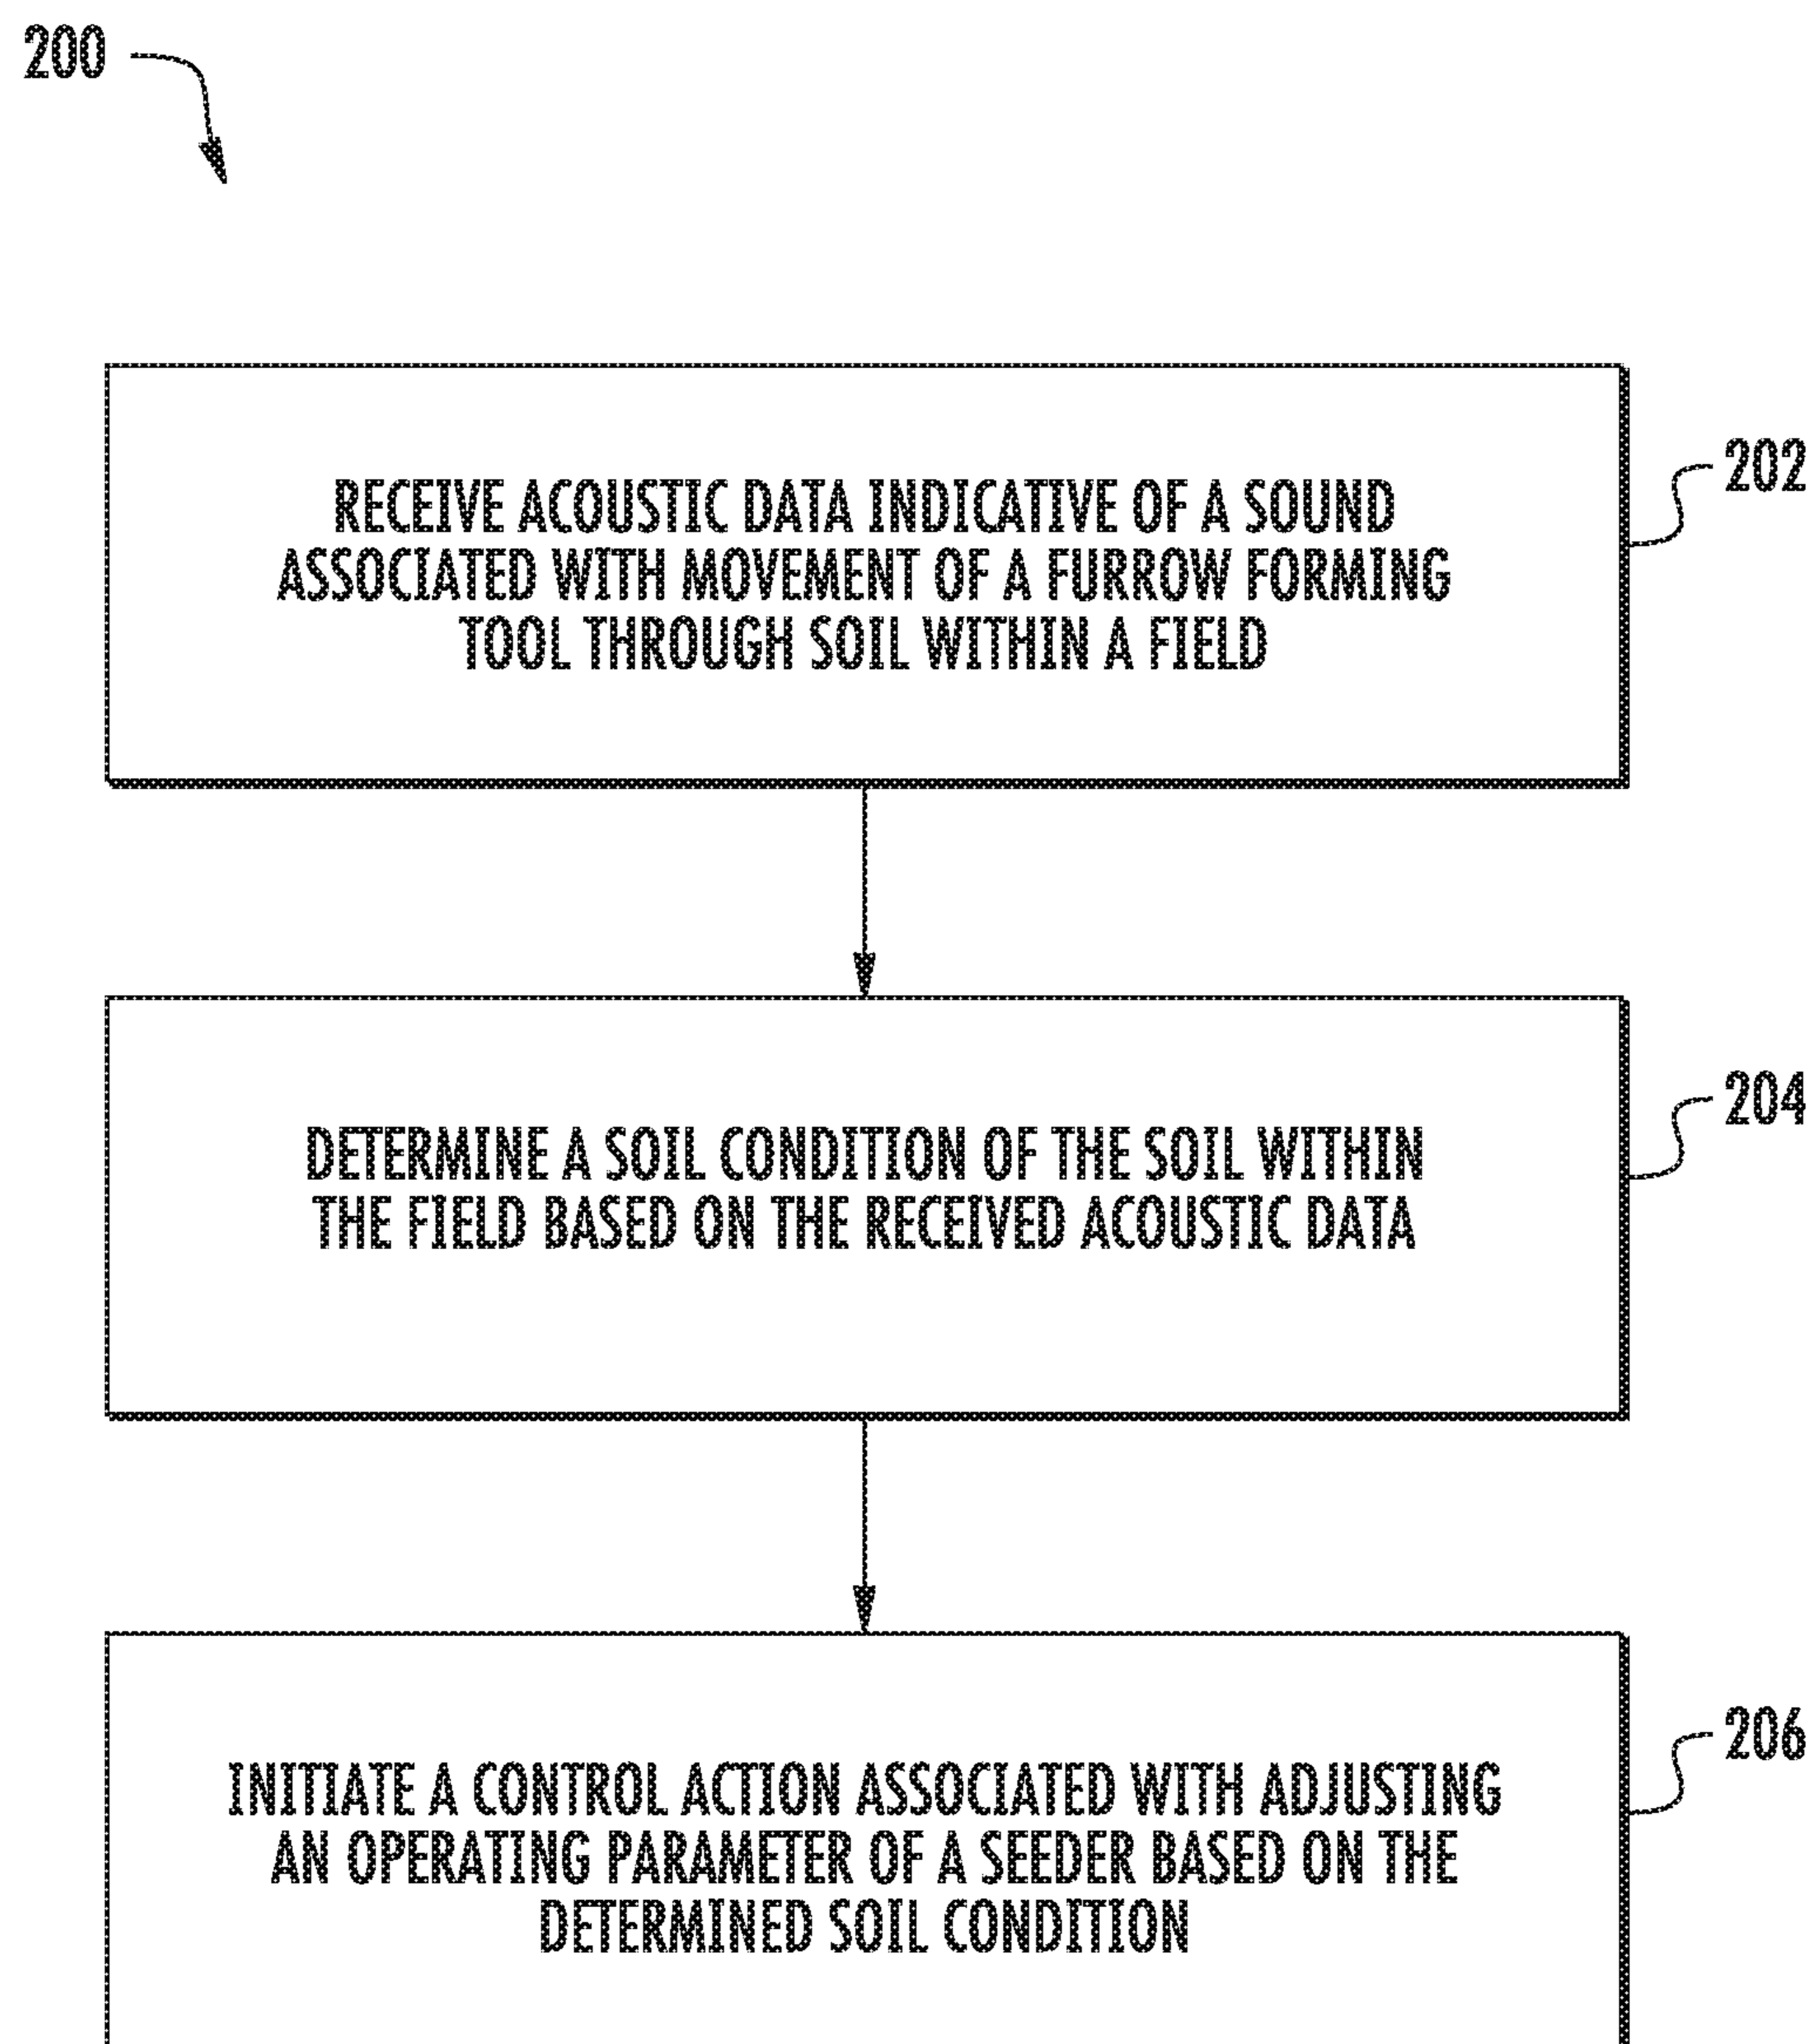 200
RECEIVE ACOUSTIC DATA INDICATIVE OF A SOUND
ASSOCIATED WITH MOVEMENT OF A FURROW FORMING
TOOL THROUGH SOIL WITHIN A FIELD
202
DETERMINE A SOIL CONDITION OF THE SOIL WITHIN
THE FIELD BASED ON THE RECEIVED ACOUSTIC DATA
204
INITIATE A CONTROL ACTION ASSOCIATED WITH ADJUSTING
AN OPERATING PARAMETER OF A SEEDER BASED ON THE
DETERMINED SOIL CONDITION
206